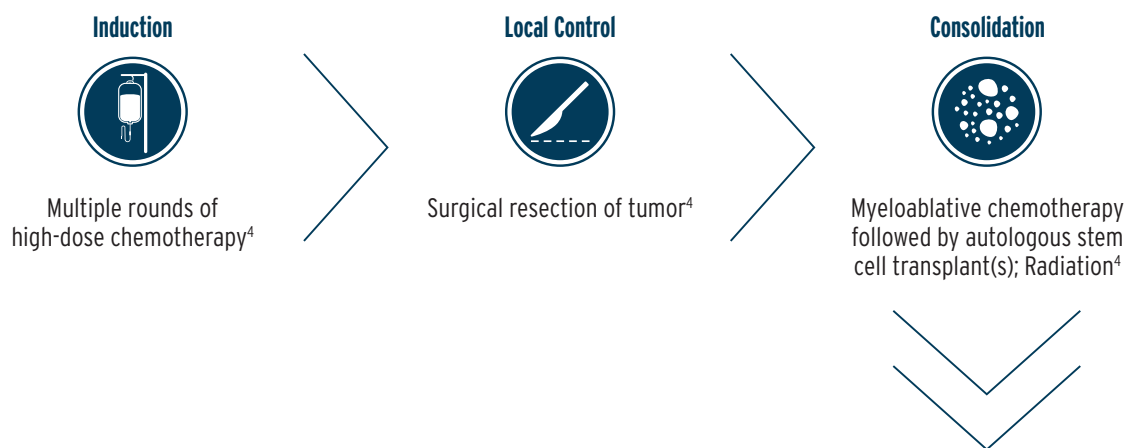 Induction
Multiple rounds of
high-dose chemotherapy4
Local Control
Surgical resection of tumor4
Consolidation
Myeloablative chemotherapy
followed by autologous stem
cell transplant(s); Radiation4